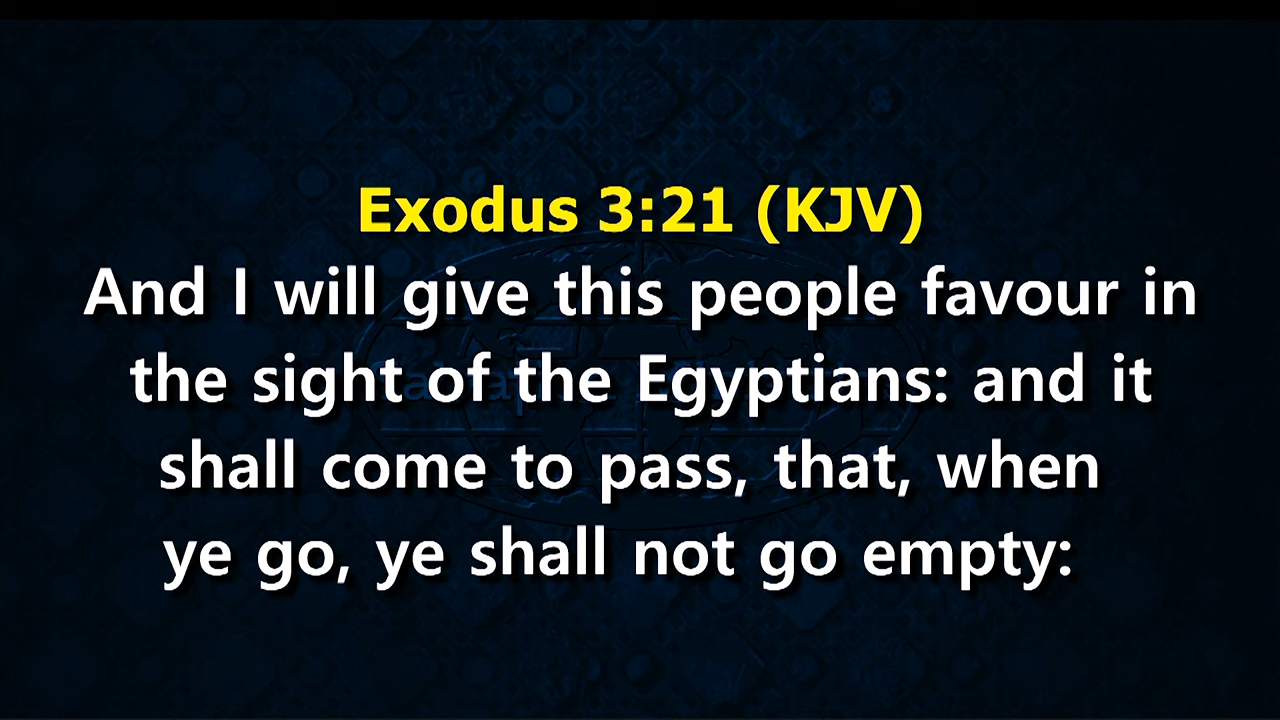 Exodus 3:21 (KJV)
And I will give this people favour in
the sight of the Egyptians: and it
shall come to pass, that, when
ye go, ye shall not go empty: